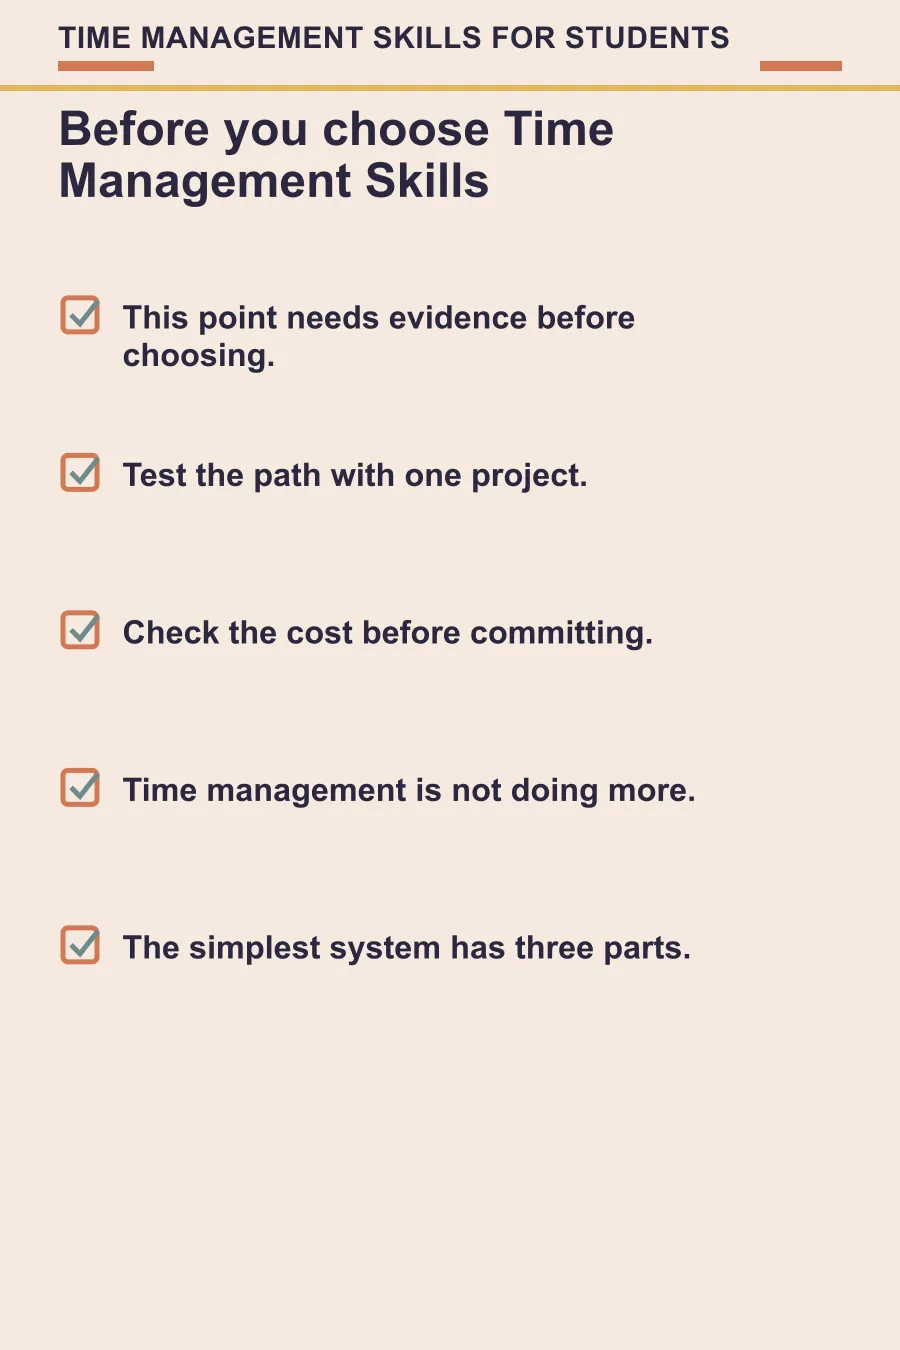 TIME MANAGEMENT SKILLS FOR STUDENTS
Before you choose Time
Management Skills
This point needs evidence before
choosing.
Test the path with one project.
Check the cost before committing.
Time management is not doing more.
The simplest system has three parts.